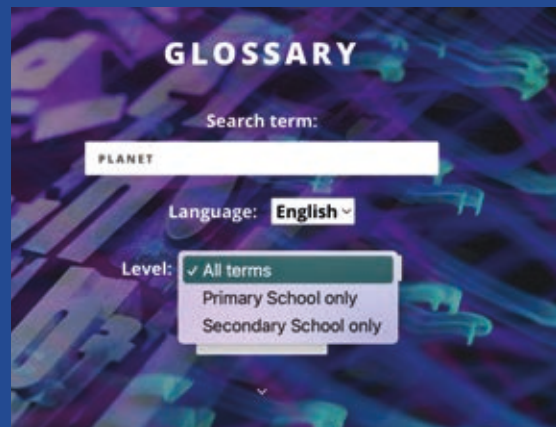 GLOSSARY
Search term:
PLANET
Language: English
Level: ✓ All terms
Primary School only
Secondary School only